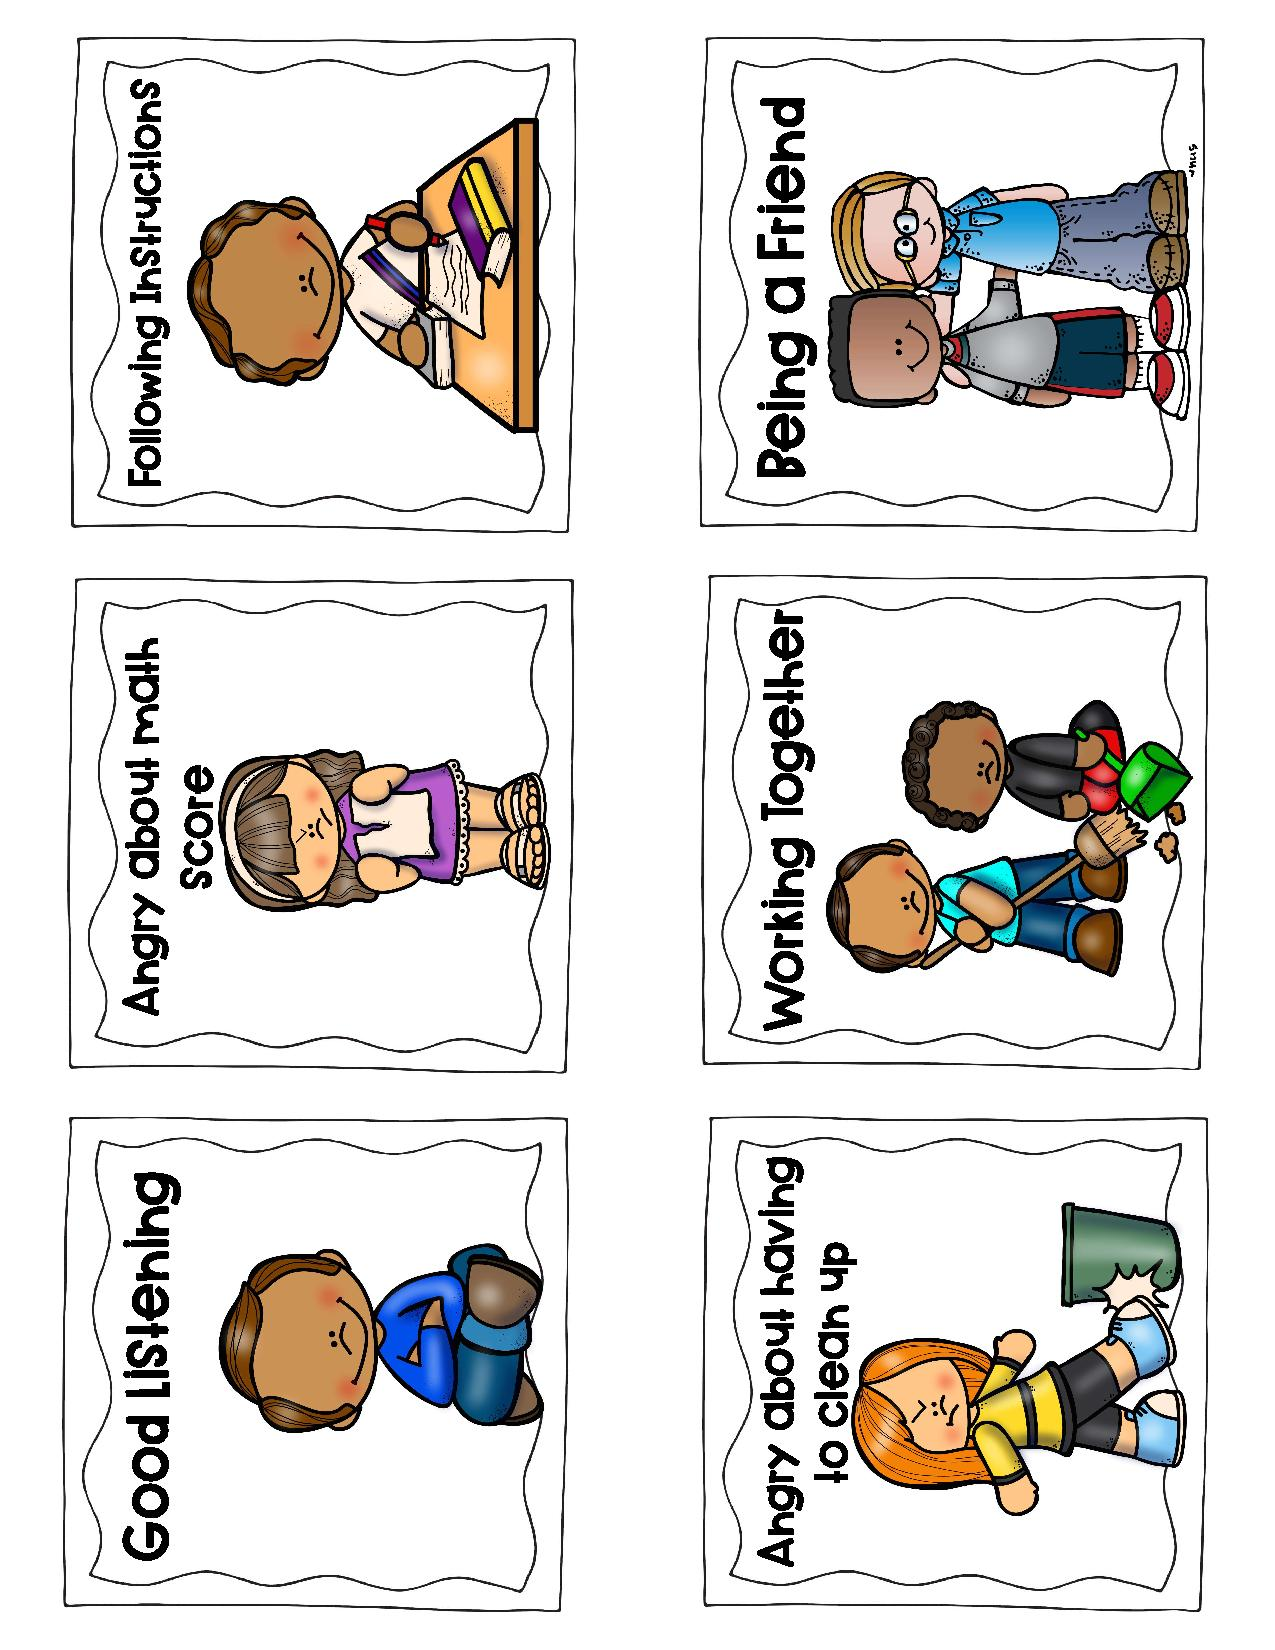 Good Listening
Angry about math
score
Following Instructions
Angry about having
to clean up
Working Together
Being a Friend